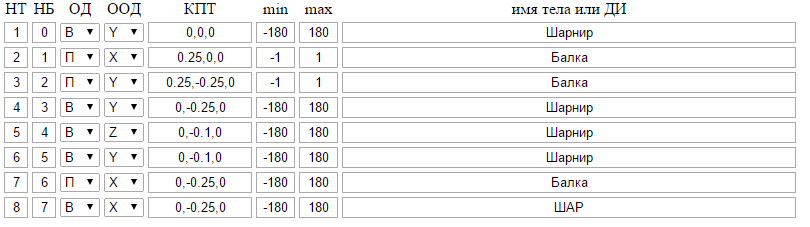 НТ НБ ОД ООД КПТ min max имя тела или ДИ
1 0 В Y 0,0,0 -180 180 Шарнир
2 1 П X 0.25,0,0 -1 1 Балка
3 2 П Y 0.25,-0.25,0 -1 1 Балка
4 3 В Y 0,-0.25,0 -180 180 Шарнир
5 4 В Z 0,-0.1,0 -180 180 Шарнир
6 5 В Y 0,-0.1,0 -180 180 Шарнир
7 6 П X 0,-0.25,0 -180 180 Балка
8 7 В X 0,-0.25,0 -180 180 ШАР